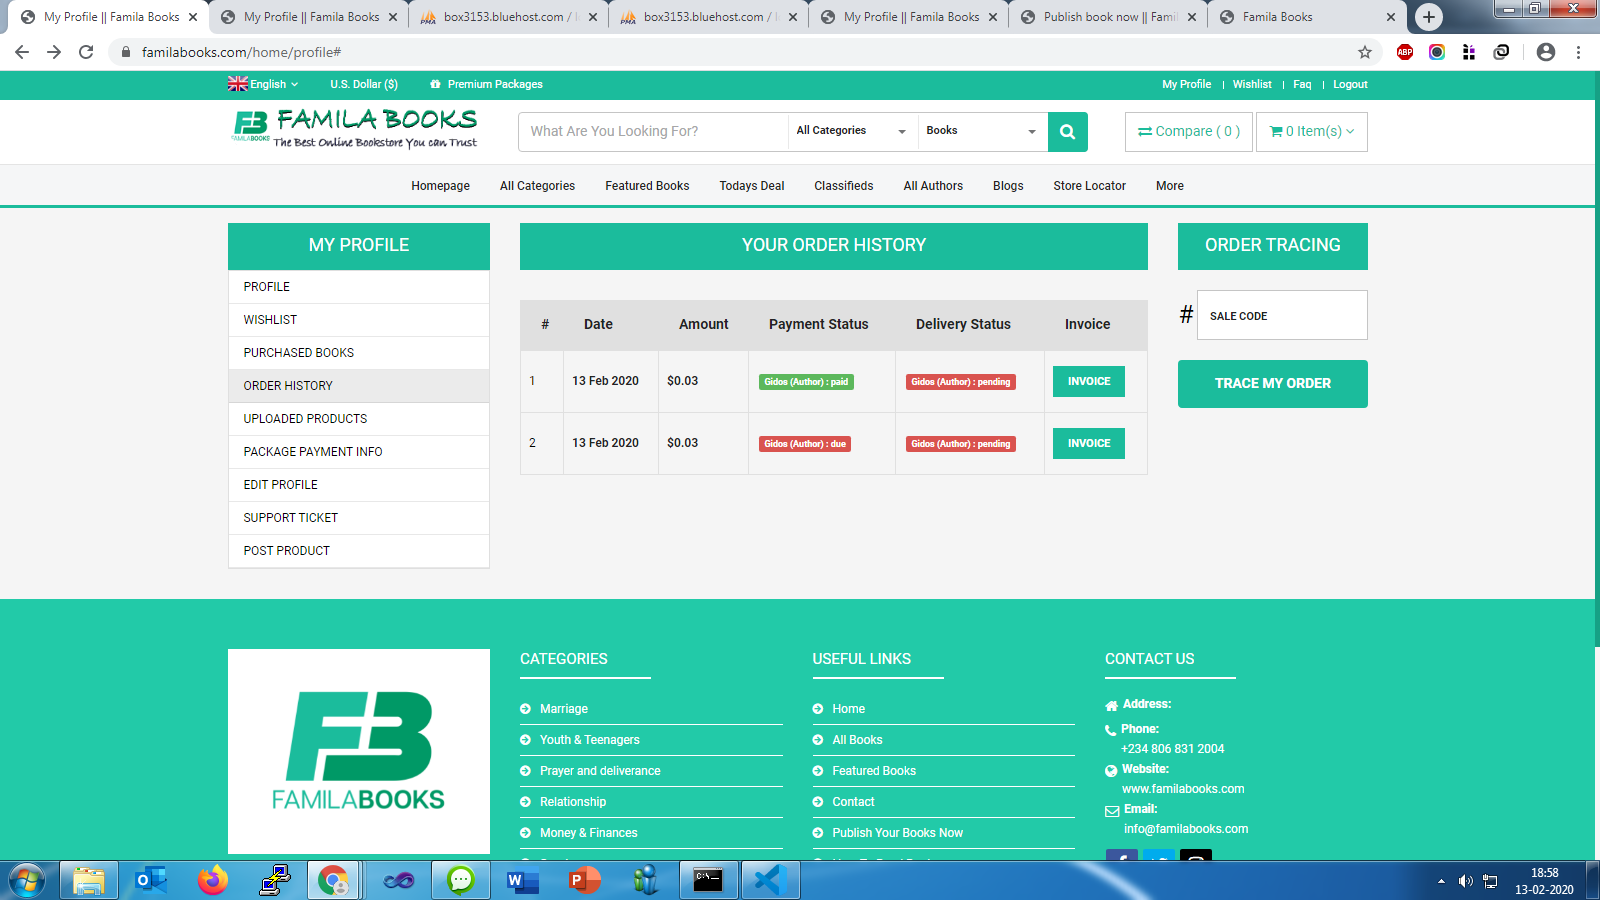 My Profile || Famila Books
My Profile || Famila Books
box3153.bluehost.com /
box3153.bluehost.com /
My Profile || Famila Books
Publish book now || Famil
Famila Books
familabooks.com/home/profile#
ABP
English
U.S. Dollar ($)
Premium Packages
My Profile | Wishlist | Faq | Logout
FB
FAMILABOOKS
FAMILA BOOKS
The Best Online Bookstore You can Trust
What Are You Looking For?
All Categories
Books
Compare ( 0 )
0 Item(s)
Homepage
All Categories
Featured Books
Todays Deal
Classifieds
All Authors
Blogs
Store Locator
More
MY PROFILE
PROFILE
WISHLIST
PURCHASED BOOKS
ORDER HISTORY
UPLOADED PRODUCTS
PACKAGE PAYMENT INFO
EDIT PROFILE
SUPPORT TICKET
POST PRODUCT
YOUR ORDER HISTORY
# Date Amount Payment Status Delivery Status Invoice
1 13 Feb 2020 $0.03 Gidos (Author) : paid Gidos (Author) : pending INVOICE
2 13 Feb 2020 $0.03 Gidos (Author) : due Gidos (Author) : pending INVOICE
ORDER TRACING
# SALE CODE
TRACE MY ORDER
FB
FAMILABOOKS
CATEGORIES
Marriage
Youth & Teenagers
Prayer and deliverance
Relationship
Money & Finances
USEFUL LINKS
Home
All Books
Featured Books
Contact
Publish Your Books Now
CONTACT US
Address:
Phone:
+234 806 831 2004
Website:
www.familabooks.com
Email:
info@familabooks.com
18:58
13-02-2020